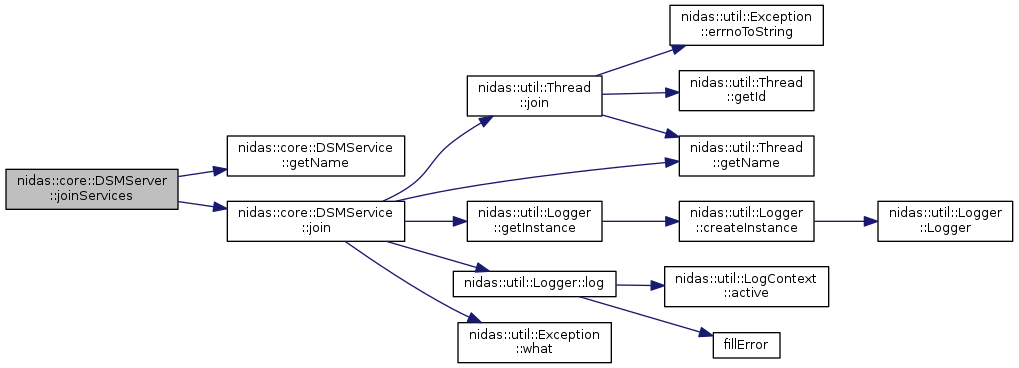 nidas::core::DSMServer
::joinServices
nidas::core::DSMService
::getName
nidas::core::DSMService
::join
nidas::util::Thread
::join
nidas::util::Exception
::errnoToString
nidas::util::Thread
::getId
nidas::util::Thread
::getName
nidas::util::Logger
::getInstance
nidas::util::Logger
::createInstance
nidas::util::Logger
::Logger
nidas::util::Logger::log
nidas::util::LogContext
::active
fillError
nidas::util::Exception
::what